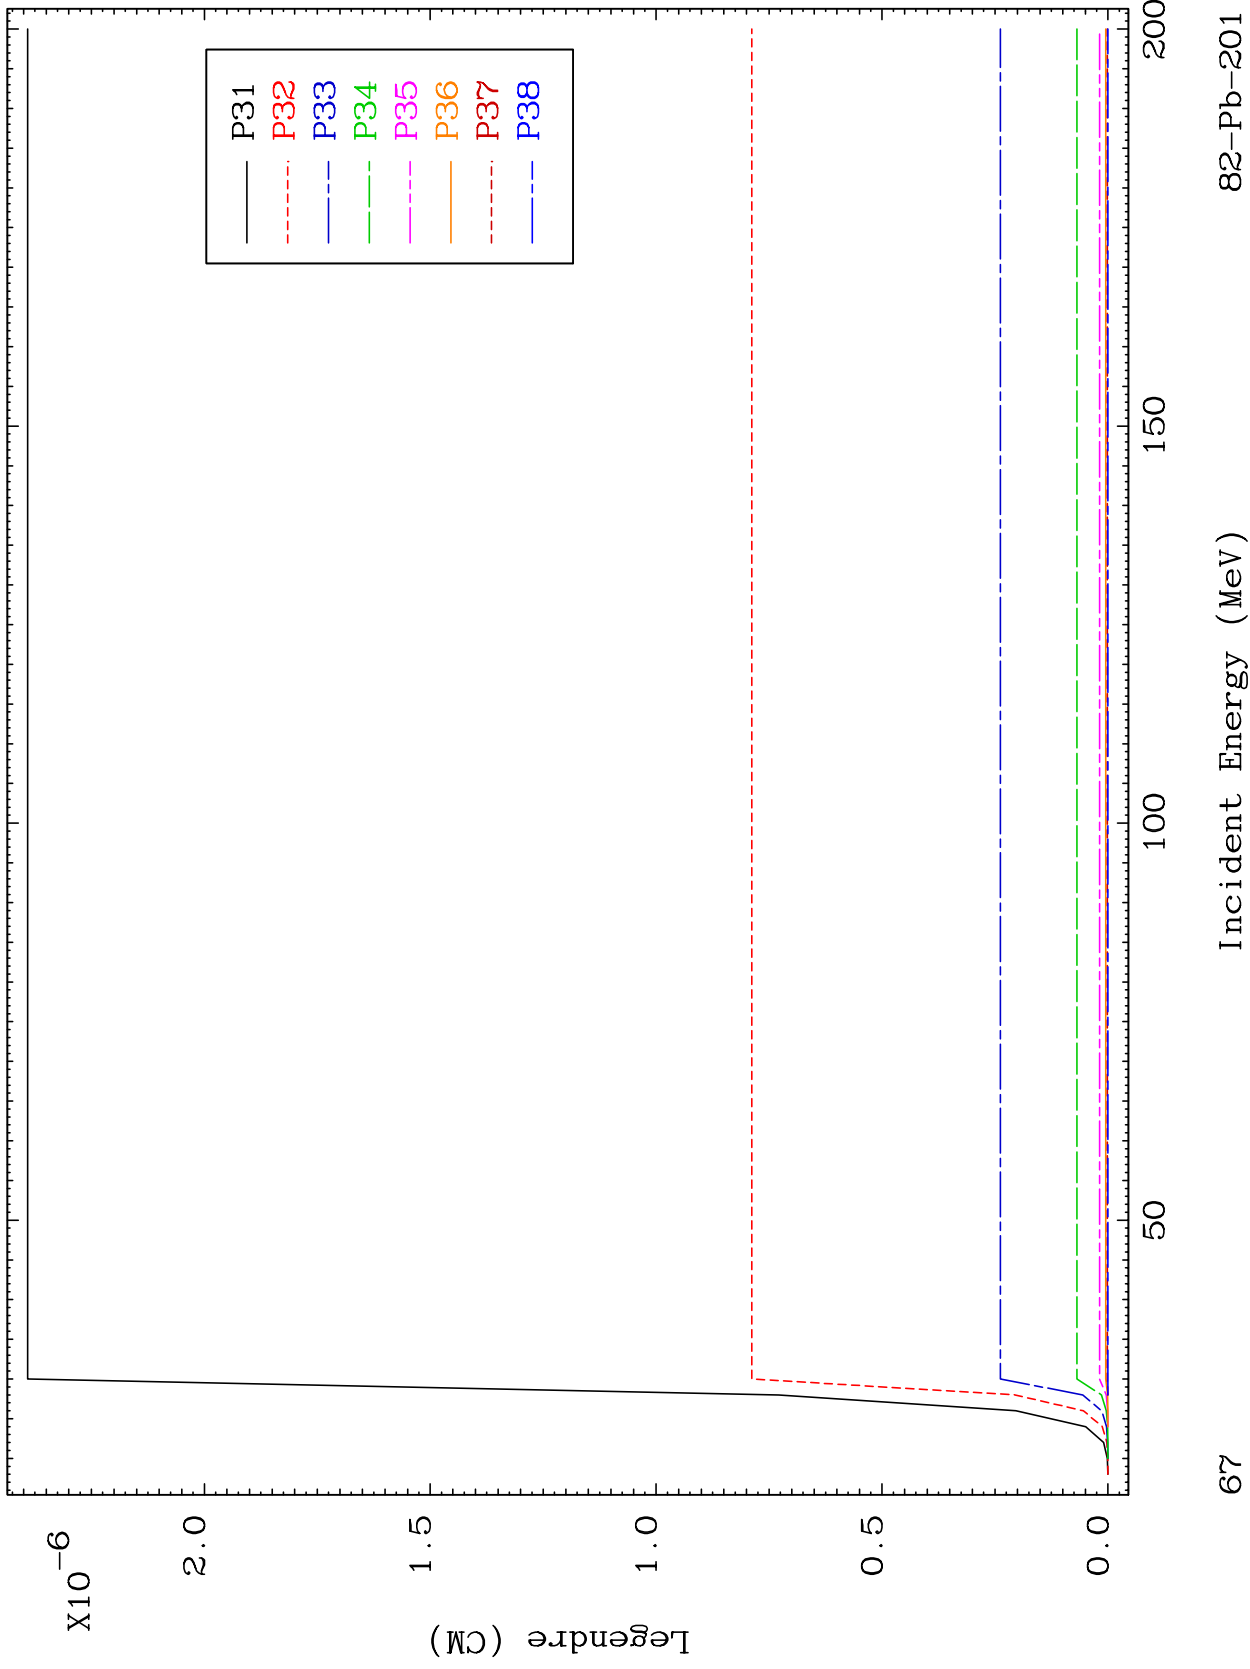 X10-6
2.0
1.5
1.0
0.5
0.0
Legendre (CM)
P31
P32
P33
P34
P35
P36
P37
P38
50
100
150
200
67
Incident Energy (MeV)
82-Pb-201